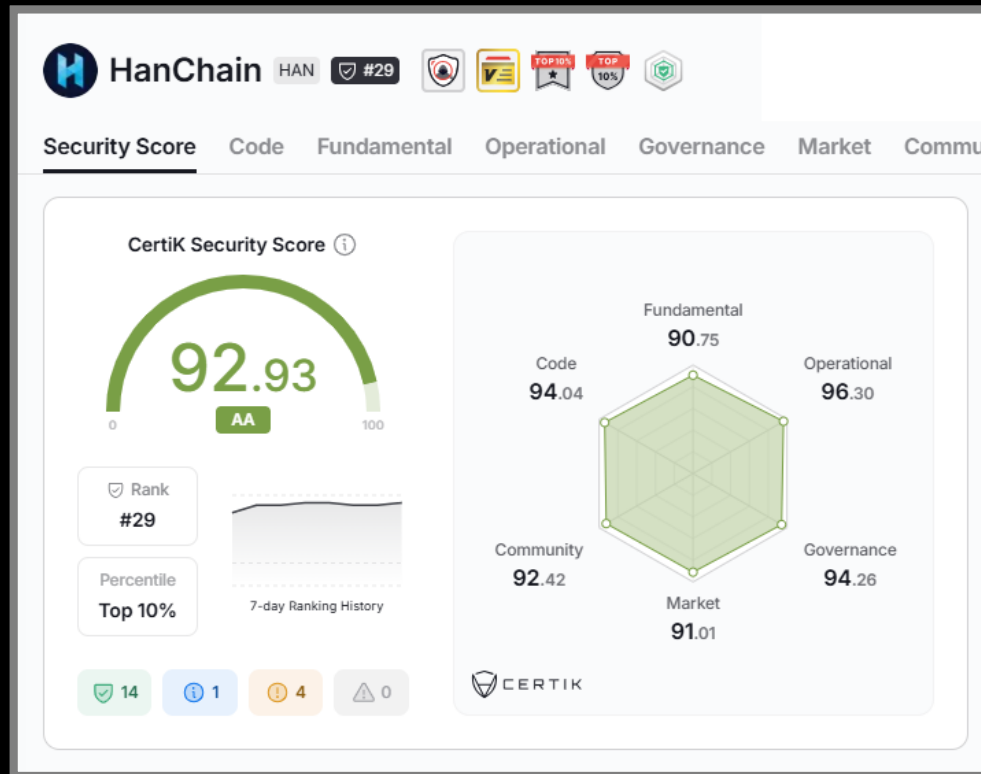 HanChain HAN #29
TOP10%
TOP
10%
Security Score Code Fundamental Operational Governance Market Commu
CertiK Security Score
92.93
AA
0 100
Rank
#29
Percentile
Top 10%
7-day Ranking History
14 1 4 0
Fundamental
90.75
Code
94.04
Operational
96.30
Community
92.42
Governance
94.26
Market
91.01
CERTIK